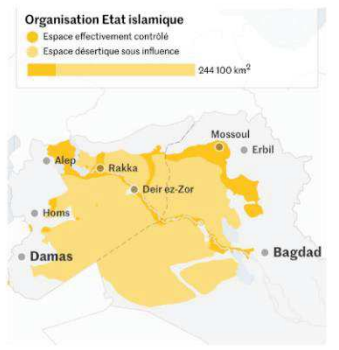 Organisation Etat islamique
Espace effectivement contrôlé
Espace désertique sous influence
244 100 km²
Mossoul
Erbil
Alep
Rakka
Deir ez-Zor
Homs
Damas
Bagdad